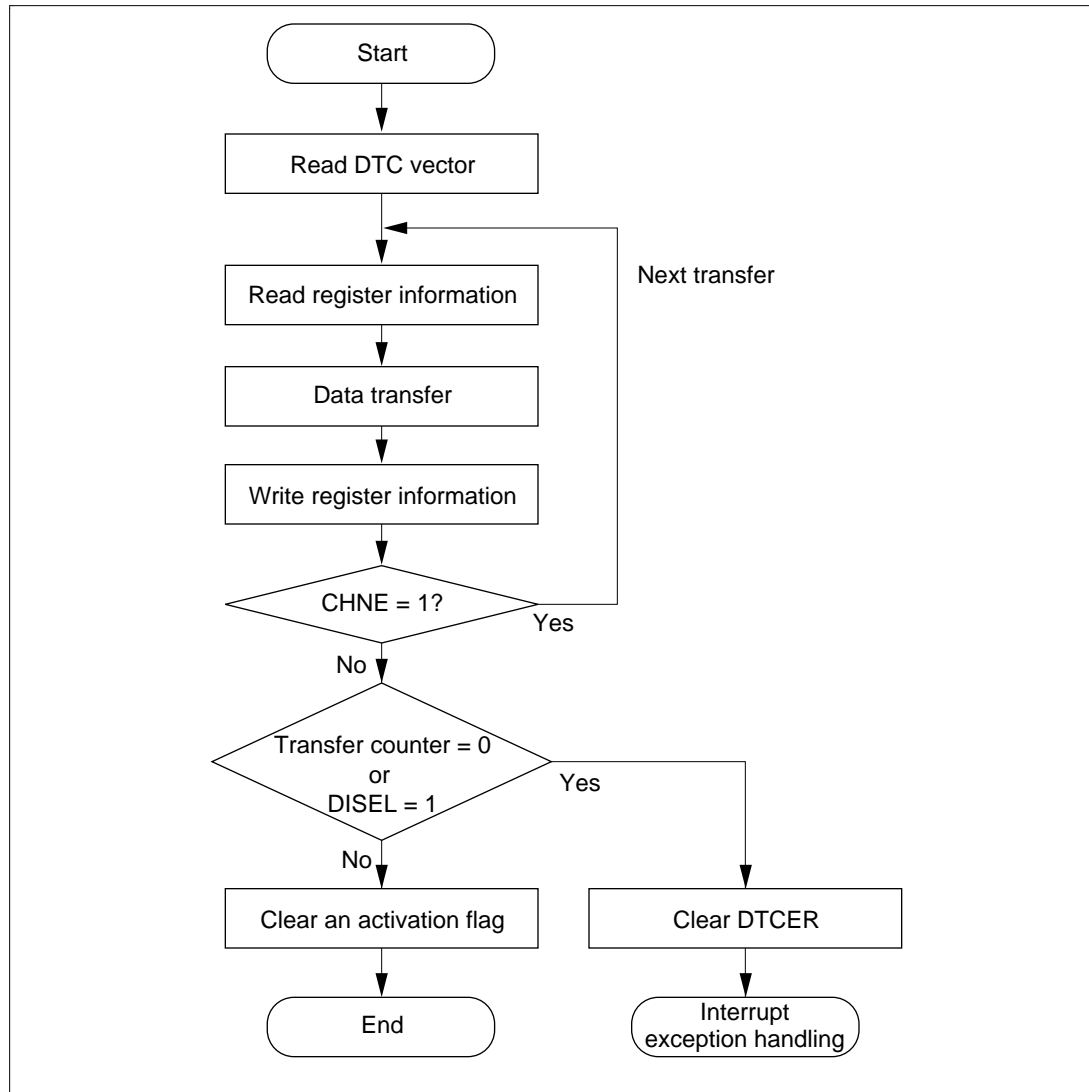 Start
Read DTC vector
Next transfer
Read register information
Data transfer
Write register information
CHNE = 1?
Yes
No
Transfer counter = 0
or
DISEL = 1
Yes
No
Clear an activation flag
Clear DTCER
End
Interrupt
exception handling